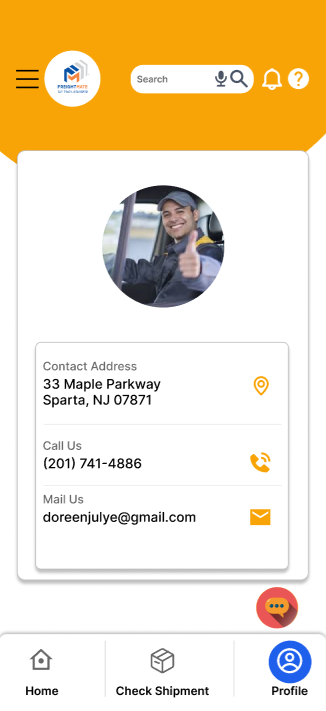 Search
FREIGHTMATE
Contact Address
33 Maple Parkway
Sparta, NJ 07871
Call Us
(201) 741-4886
Mail Us
doreenjulye@gmail.com
Home
Check Shipment
Profile